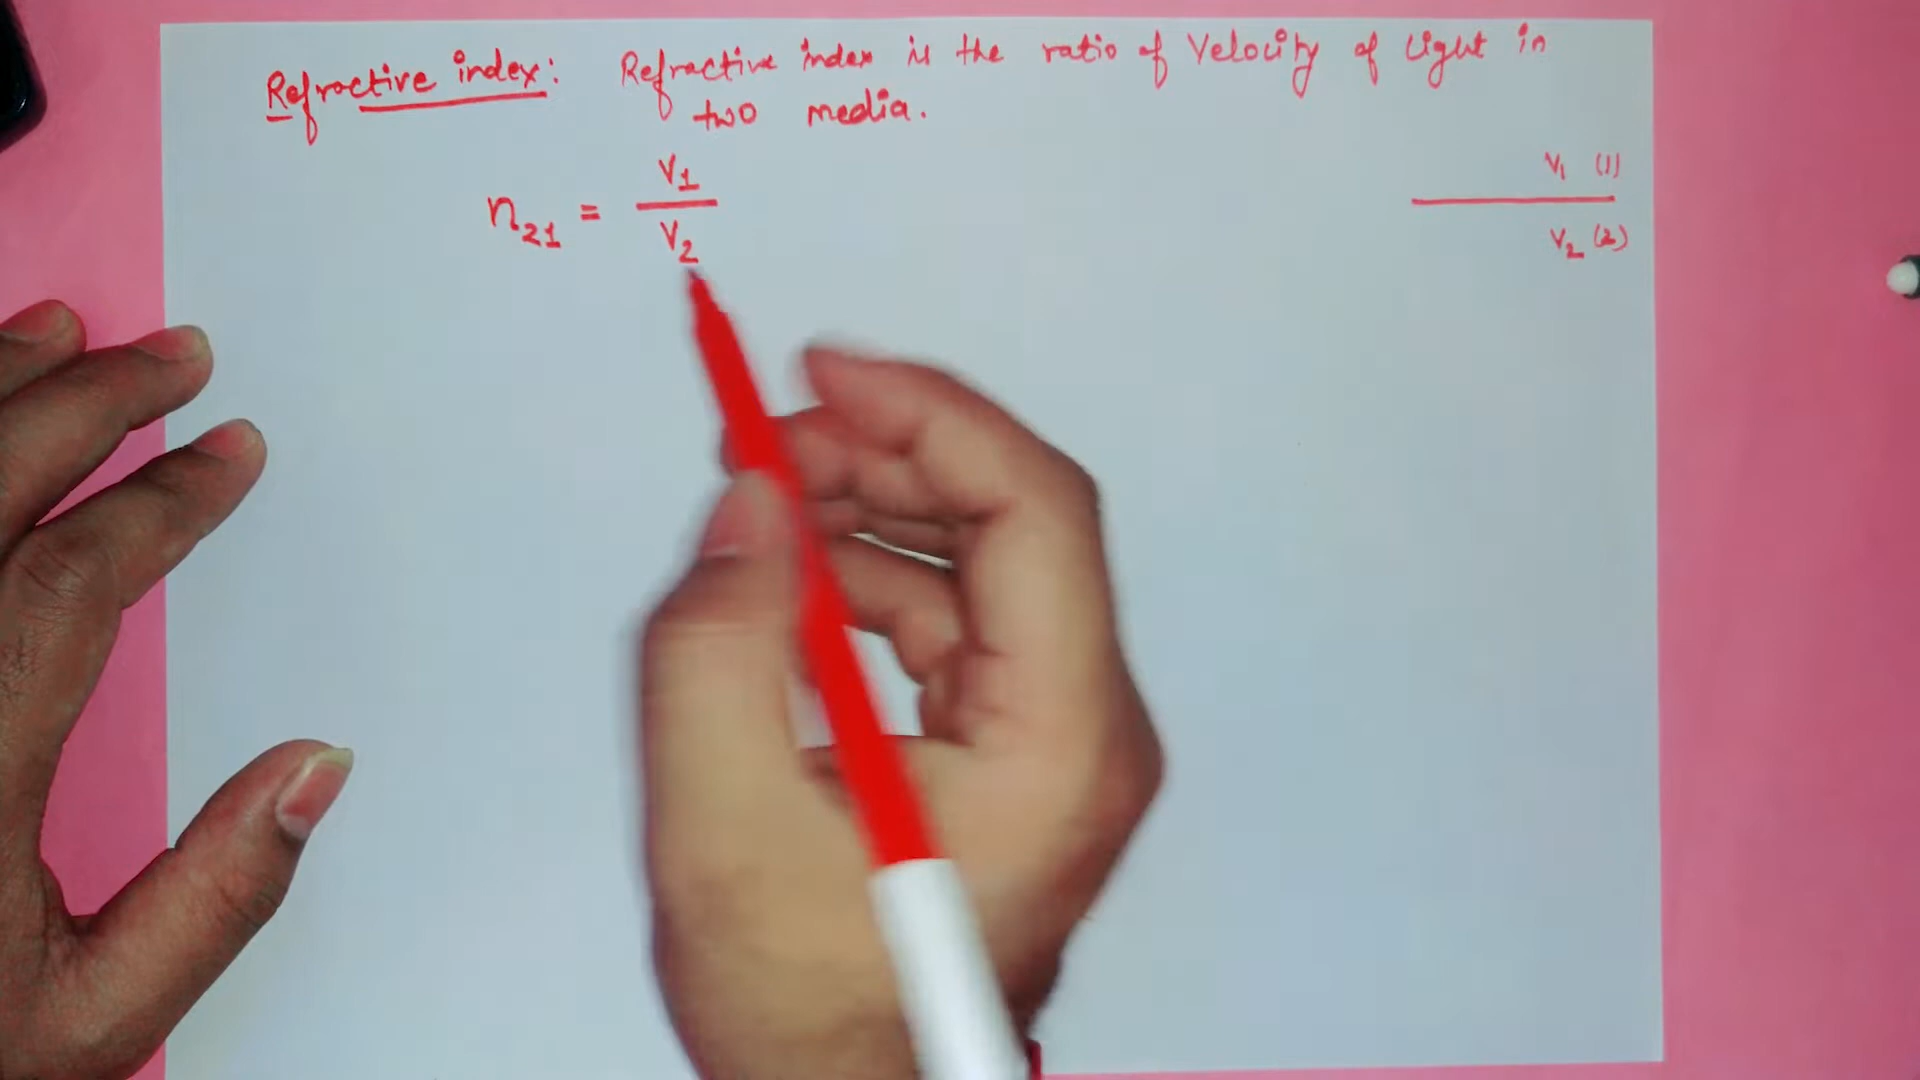 Refractive index: Refractive index is the ratio of Velocity of light in
two media.
n₂₁ = V₁ / V₂
V₁ (1)
V₂ (2)